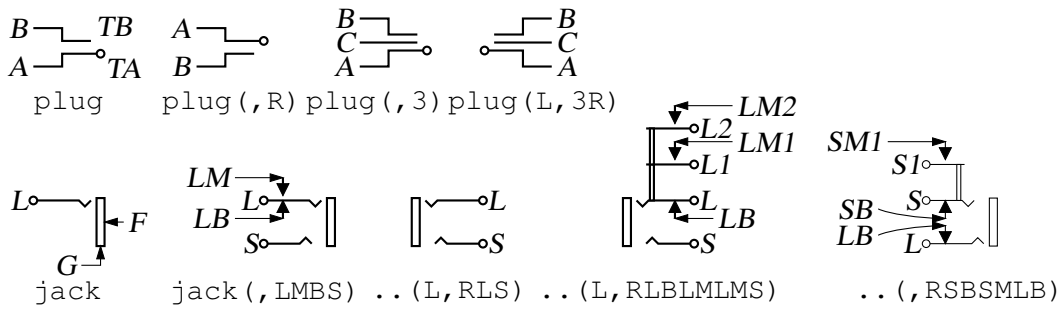 B TB A B B
C C
A TA B A A
plug plug(,R) plug(,3) plug(L,3R)
LM2
L2
LM1 SM1
LM L1 S1
L L L L S
F LB LB SB
LB
S S S L
G
jack jack(,LMBS) ..(L,RLS) ..(L,RLBLMLMS) ..(,RSBSMLB)